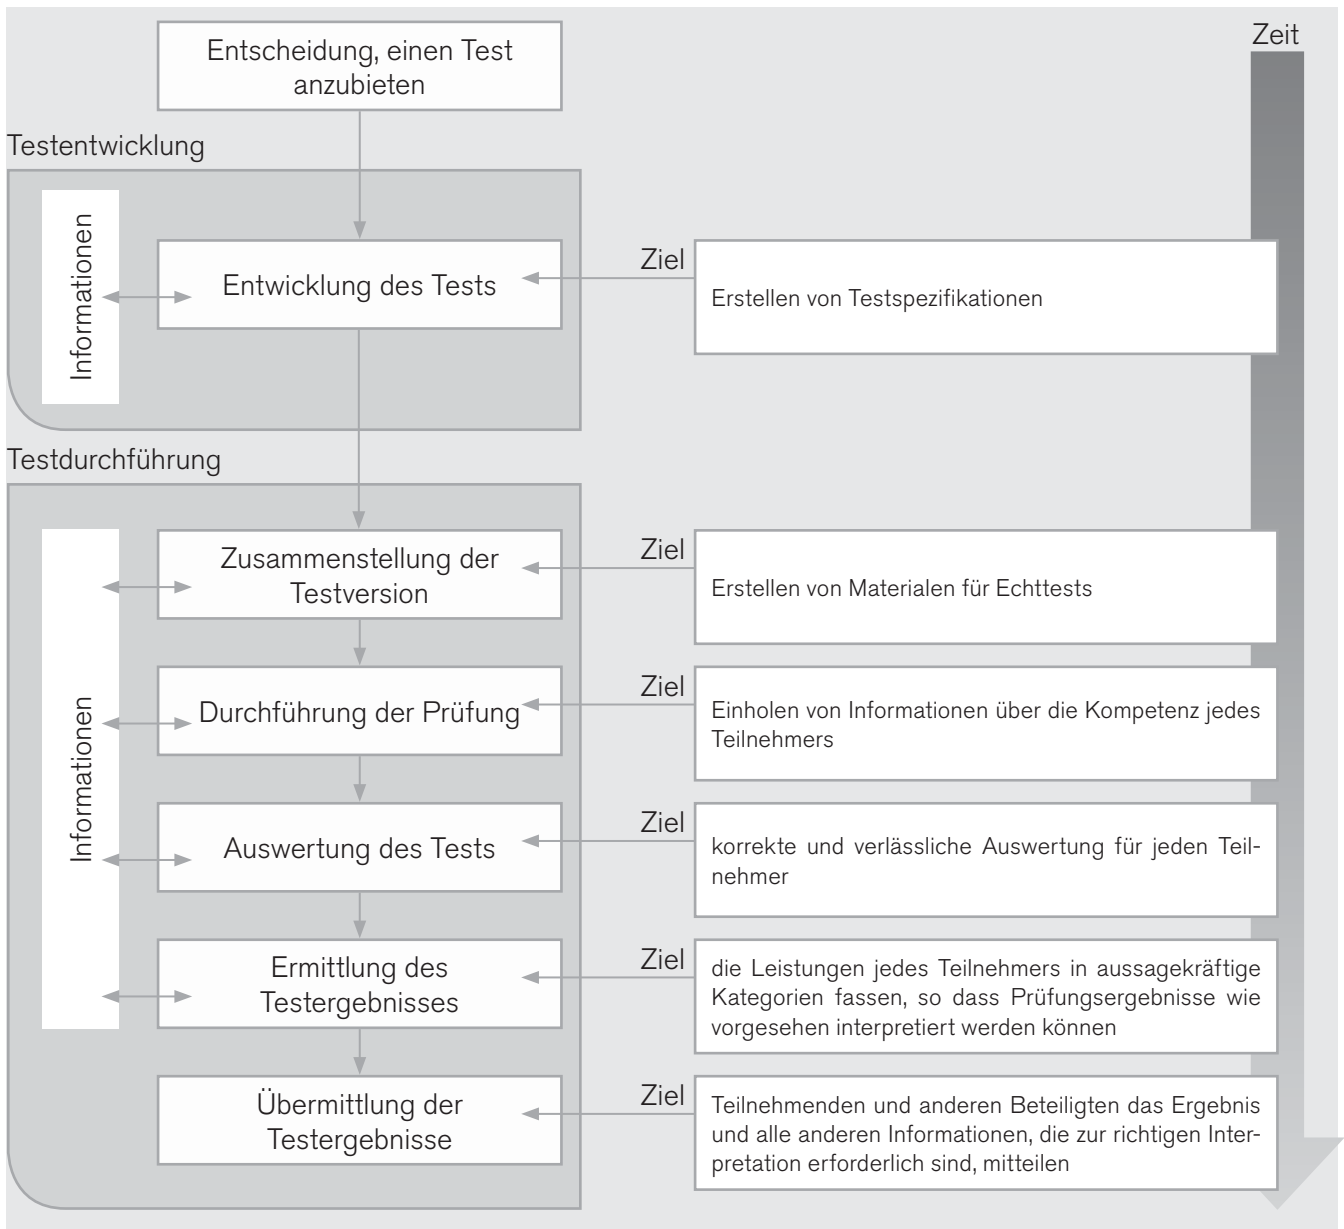 Entscheidung, einen Test
anzubieten
Zeit
Testentwicklung
Informationen
Entwicklung des Tests
Ziel
Erstellen von Testspezifikationen
Testdurchführung
Informationen
Zusammenstellung der
Testversion
Ziel
Erstellen von Materialen für Echttests
Durchführung der Prüfung
Ziel
Einholen von Informationen über die Kompetenz jedes
Teilnehmers
Auswertung des Tests
Ziel
korrekte und verlässliche Auswertung für jeden Teil-
nehmer
Ermittlung des
Testergebnisses
Ziel
die Leistungen jedes Teilnehmers in aussagekräftige
Kategorien fassen, so dass Prüfungsergebnisse wie
vorgesehen interpretiert werden können
Übermittlung der
Testergebnisse
Ziel
Teilnehmenden und anderen Beteiligten das Ergebnis
und alle anderen Informationen, die zur richtigen Inter-
pretation erforderlich sind, mitteilen